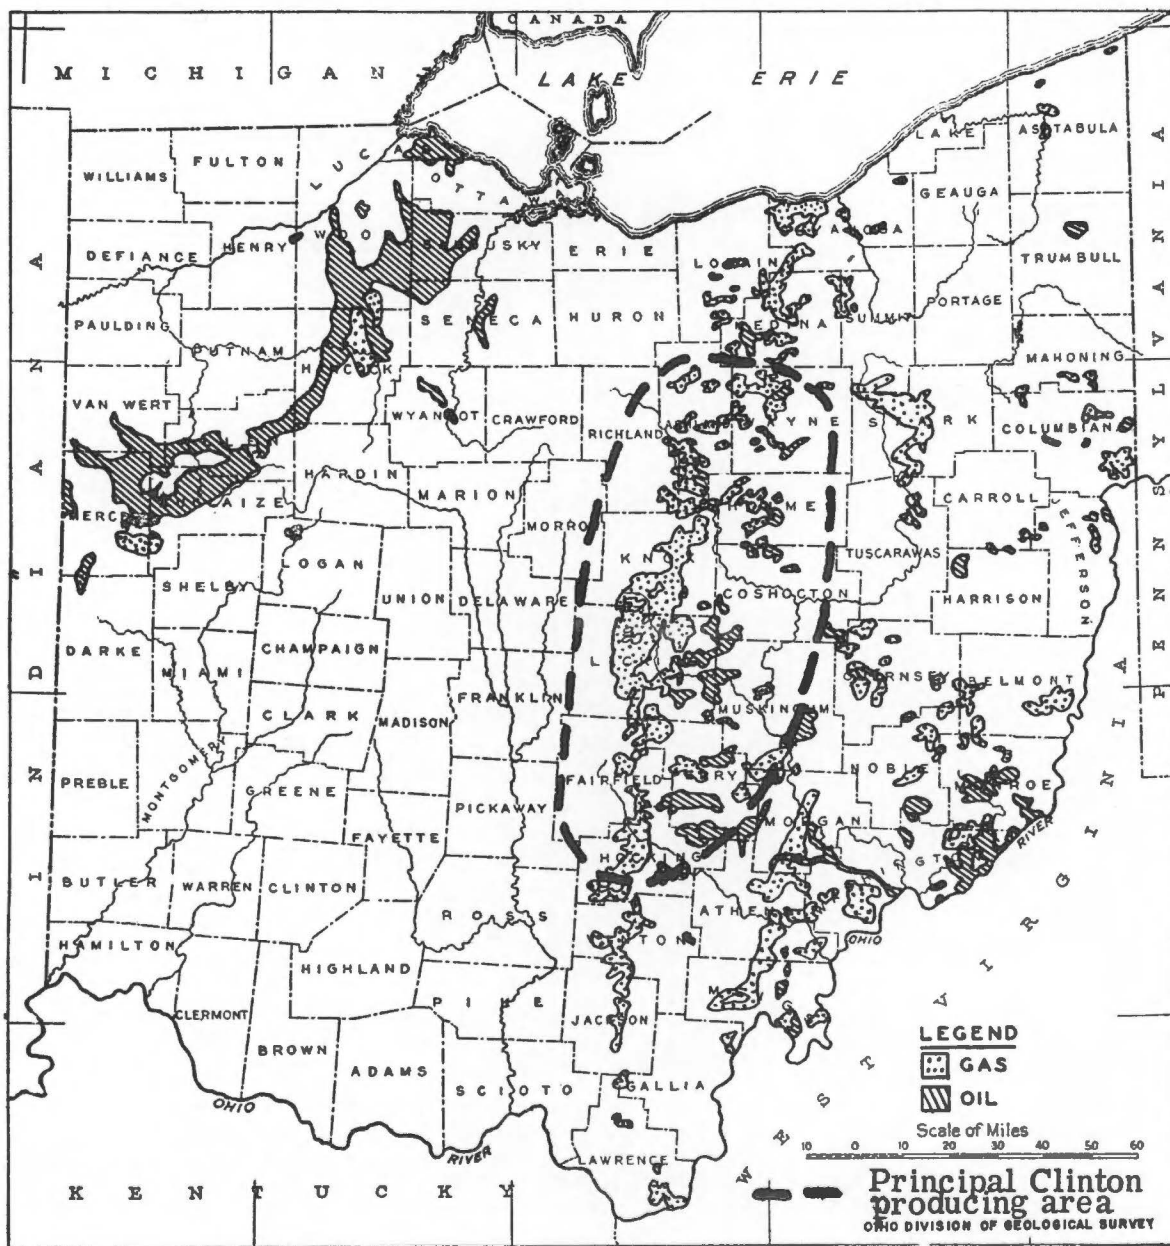 CANADA
MICHIGAN
LAKE ERIE
LAKE
ASHTABULA
WILLIAMS
FULTON
LUCAS
OTTAWA
GEAUGA
DEFIANCE
HENRY
WOOD
SANDUSKY
ERIE
LORAIN
CUYAHOGA
TRUMBULL
PAULDING
PUTNAM
HANCOCK
SENECA
HURON
MEDINA
SUMMIT
PORTAGE
MAHONING
VAN WERT
WYANDOT
CRAWFORD
RICHLAND
ASHLAND
WAYNE
STARK
COLUMBIANA
HARDIN
MARION
MERCER
AUGLAIZE
MORROW
HOLMES
CARROLL
JEFFERSON
LOGAN
KNOX
TUSCARAWAS
SHELBY
UNION
DELAWARE
COSHOCTON
HARRISON
DARKE
MIAMI
CHAMPAIGN
LICKING
GUERNSEY
BELMONT
CLARK
MADISON
FRANKLIN
MUSKINGUM
PREBLE
MONTGOMERY
GREENE
FAYETTE
PICKAWAY
FAIRFIELD
PERRY
NOBLE
MONROE
MORGAN
BUTLER
WARREN
CLINTON
ROSS
HOCKING
ATHENS
RIVER
OHIO
HAMILTON
HIGHLAND
PIKE
VINTON
JACKSON
MEIGS
CLERMONT
BROWN
ADAMS
SCIOTO
GALLIA
LAWRENCE
OHIO
RIVER
INDIANA
PENNSYLVANIA
WEST VIRGINIA
KENTUCKY
LEGEND
GAS
OIL
Scale of Miles
10 0 10 20 30 40 50 60
Principal Clinton
producing area
OHIO DIVISION OF GEOLOGICAL SURVEY